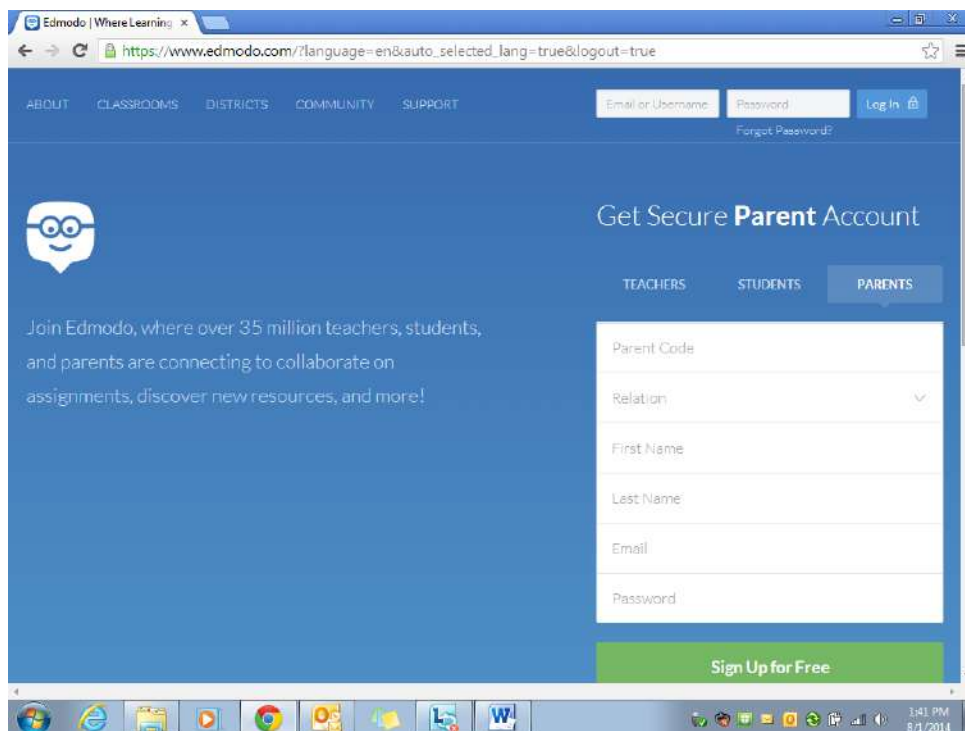 Edmodo | Where Learning
https://www.edmodo.com/?language=en&auto_selected_lang=true&logout=true
ABOUT CLASSROOMS DISTRICTS COMMUNITY SUPPORT
Email or Username Password Log In
Forgot Password?
Get Secure Parent Account
TEACHERS STUDENTS PARENTS
Join Edmodo, where over 35 million teachers, students,
and parents are connecting to collaborate on
assignments, discover new resources, and more!
Parent Code
Relation
First Name
Last Name
Email
Password
Sign Up for Free
1:41 PM
8/1/2014